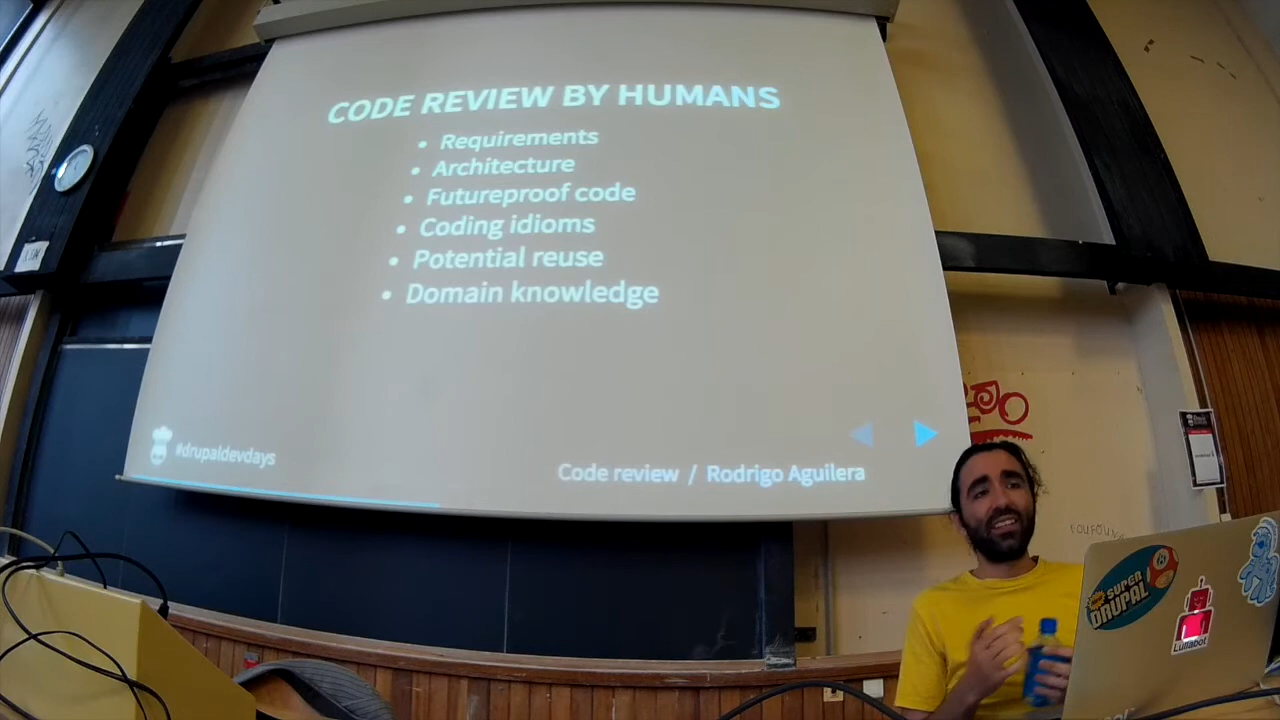 CODE REVIEW BY HUMANS
• Requirements
• Architecture
• Futureproof code
• Coding idioms
• Potential reuse
• Domain knowledge
#drupaldevdays
Code review / Rodrigo Aguilera
SUPER
DRUPAL
Lullabot